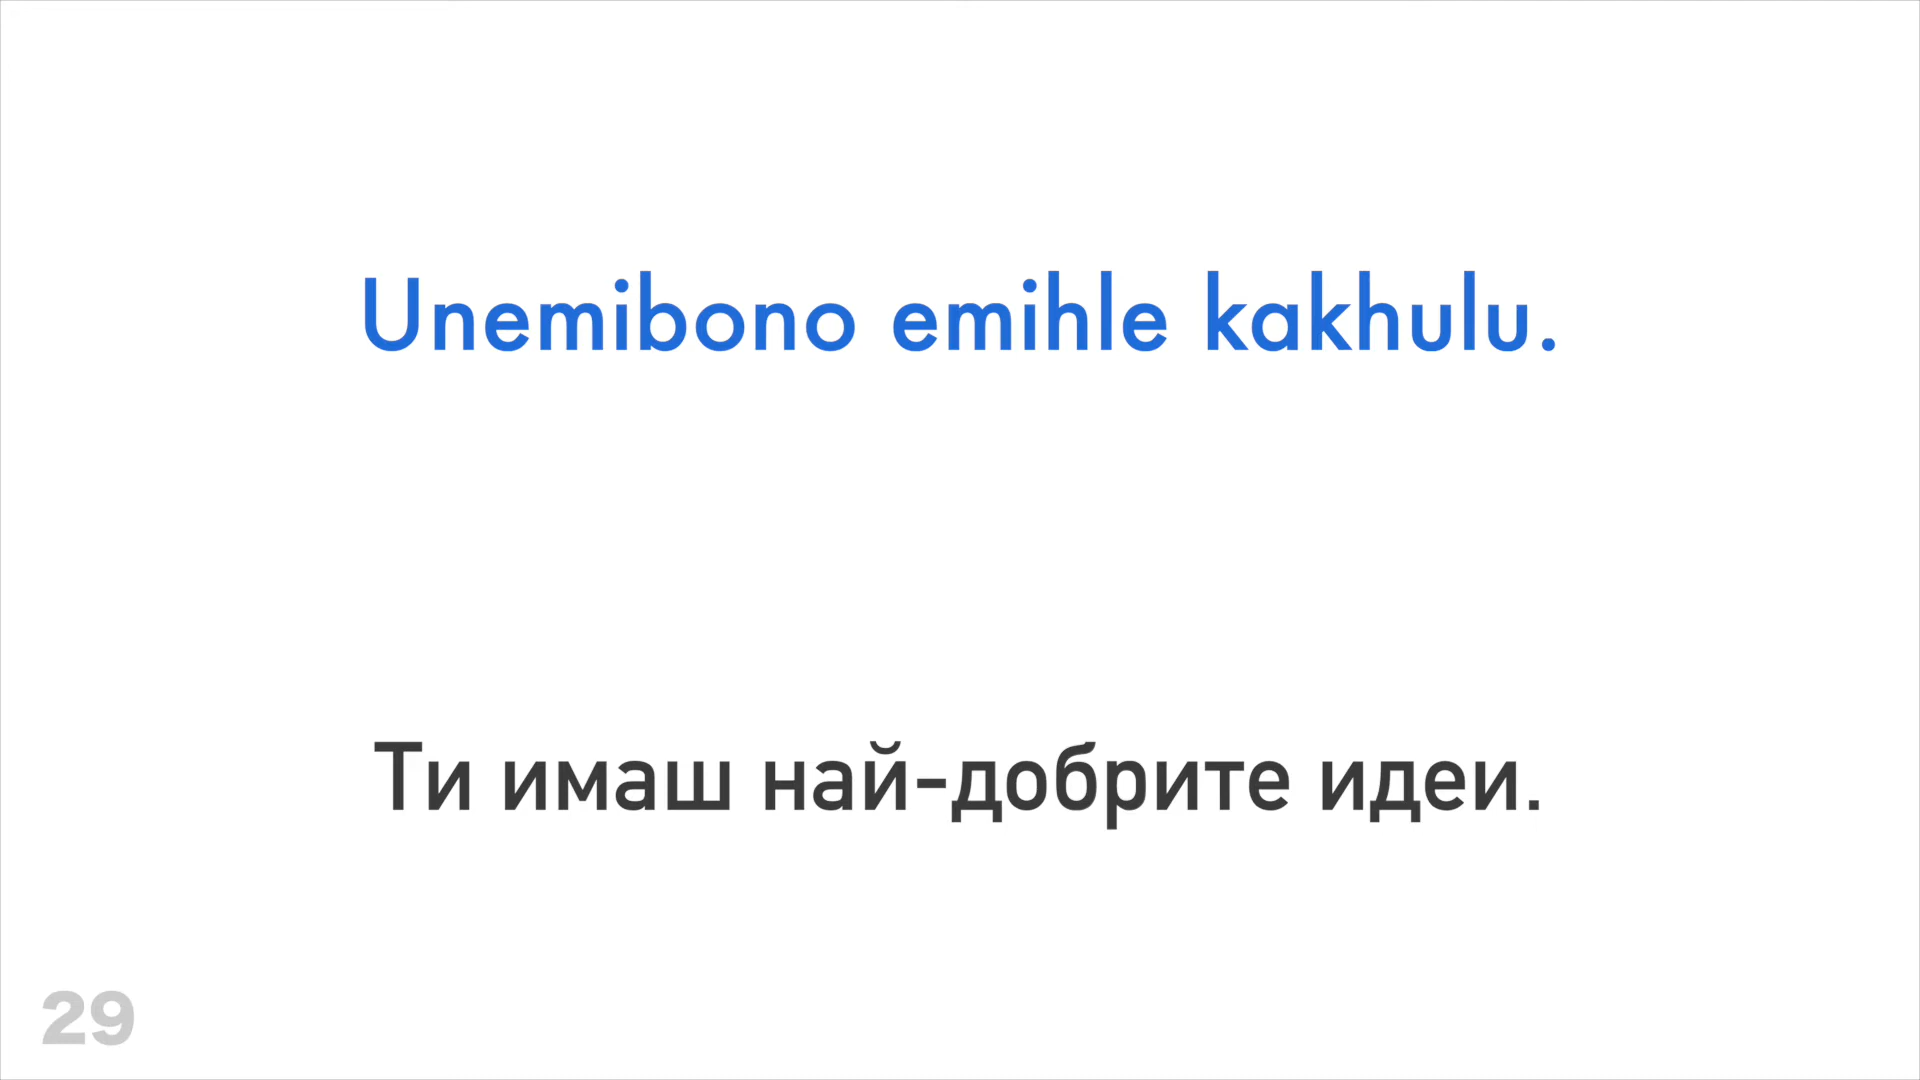 Unemibono emihle kakhulu.
Ти имаш най-добрите идеи.
29